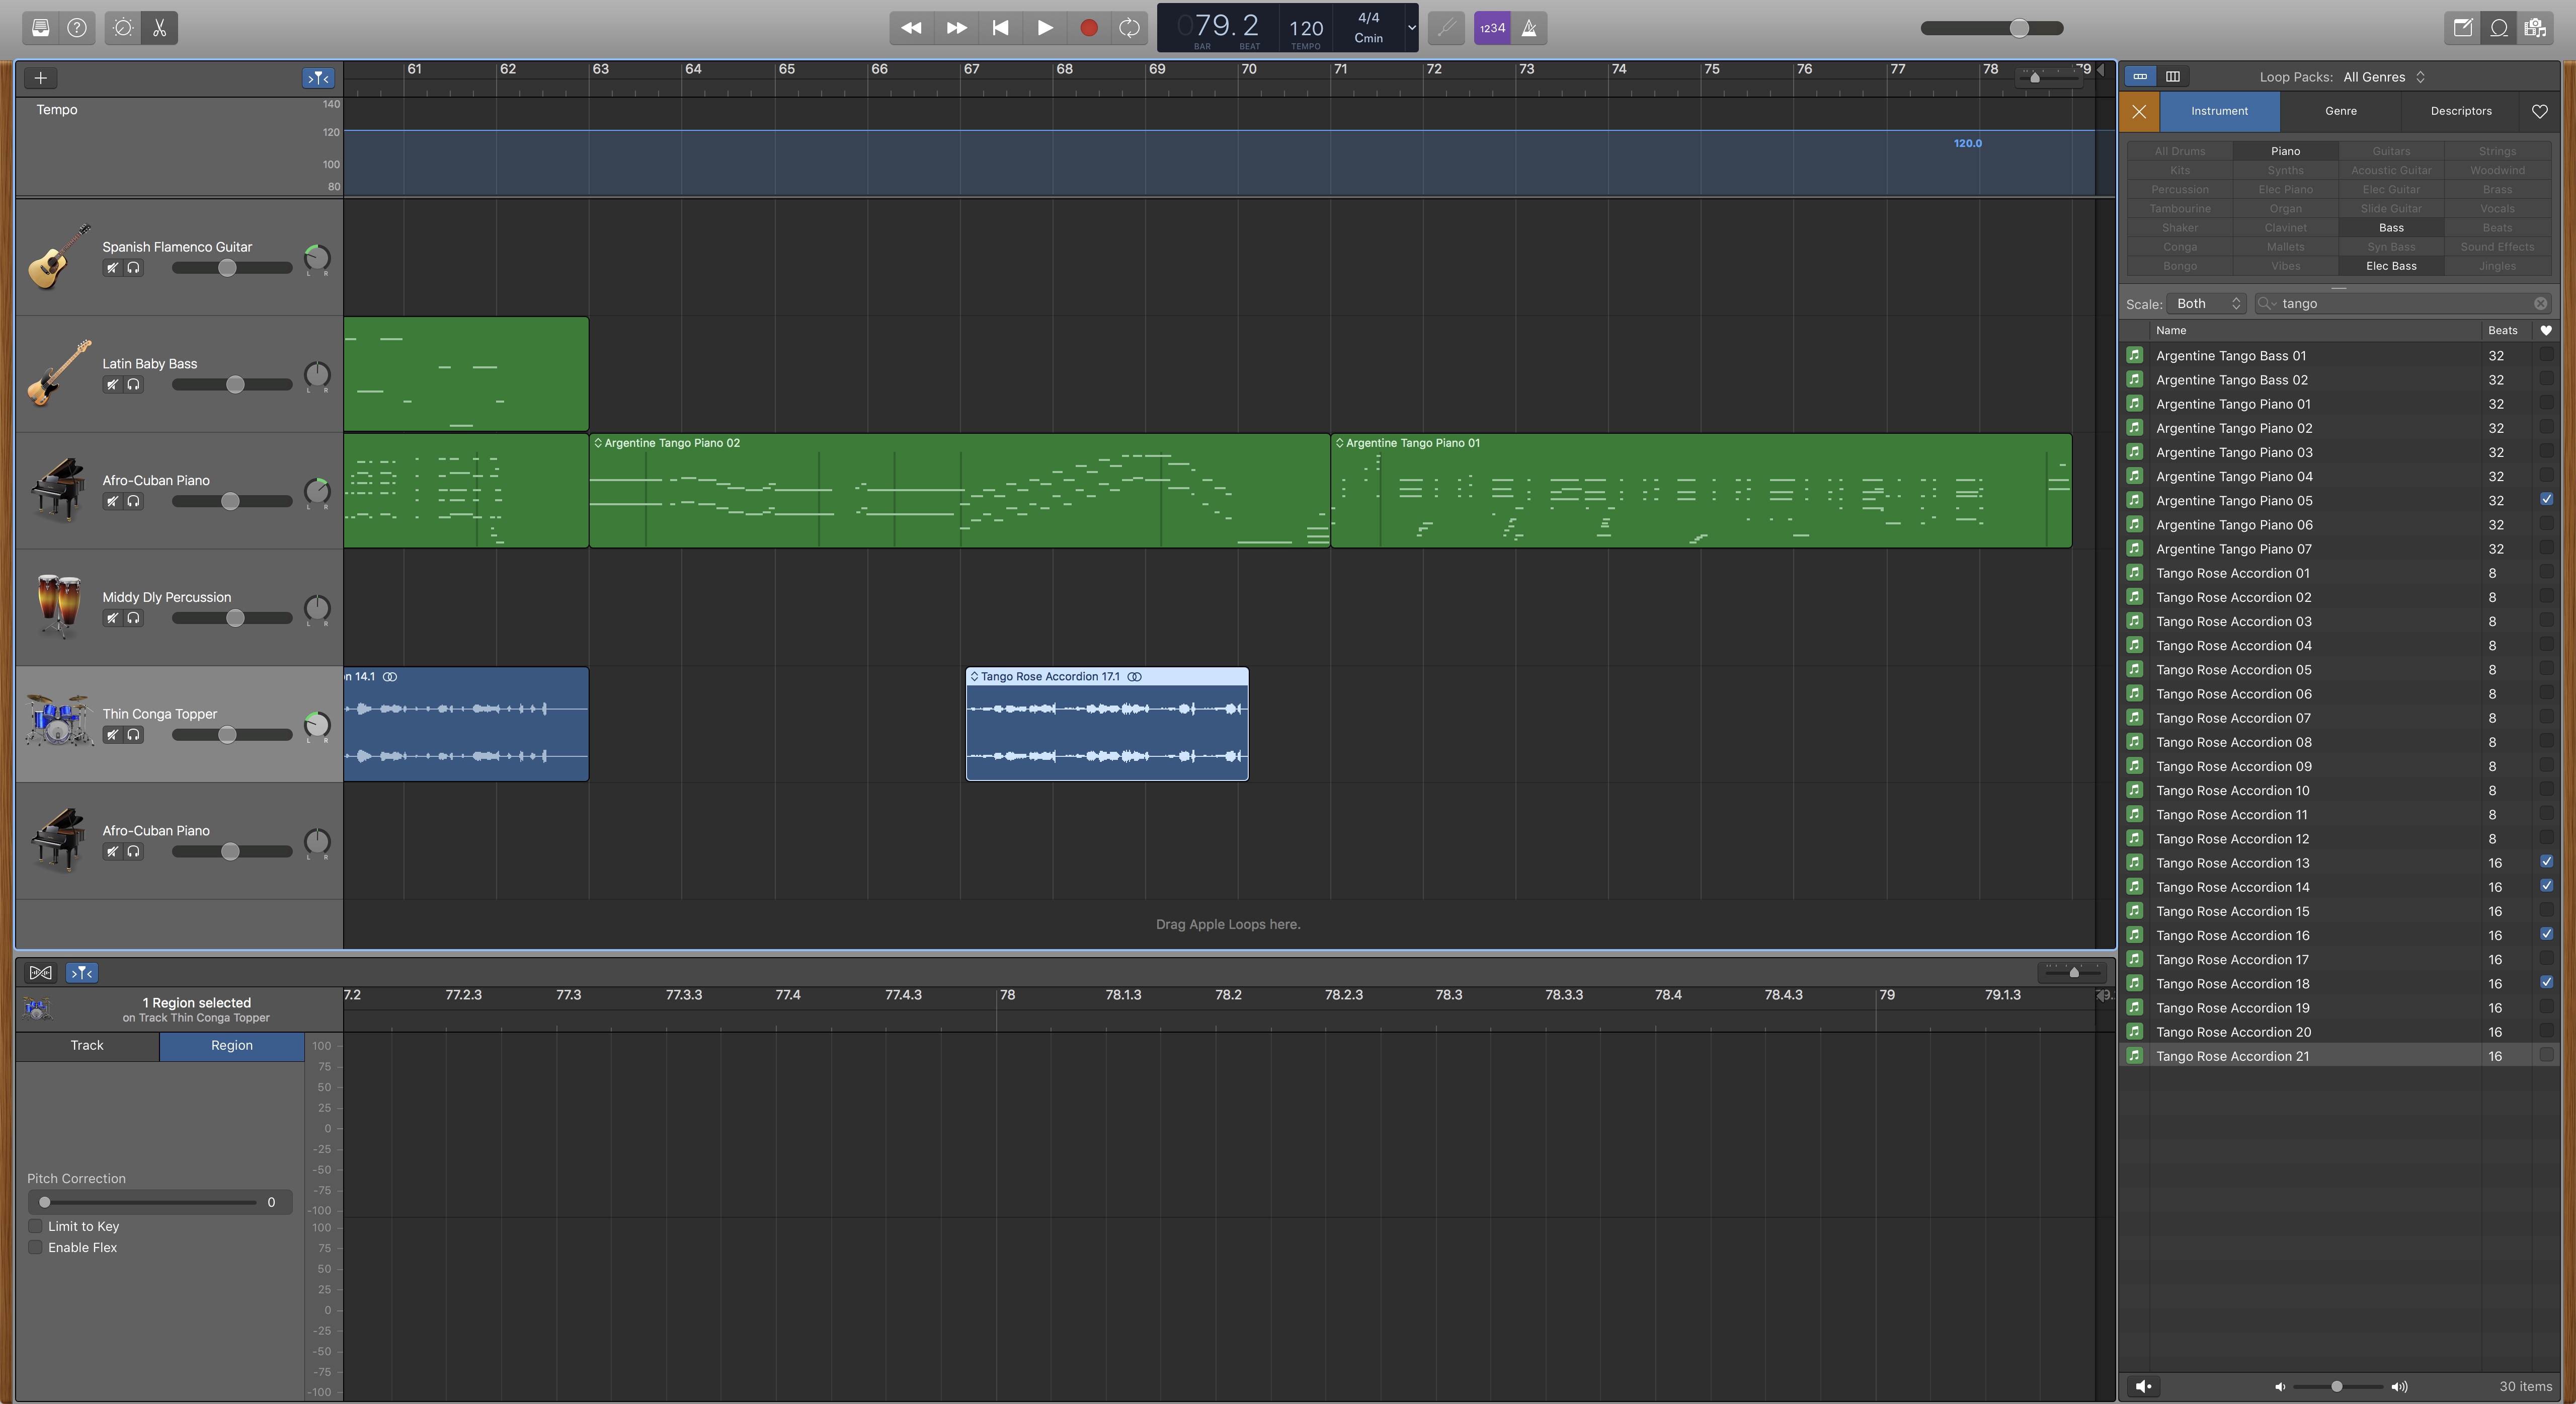 079.2
BAR BEAT
120
TEMPO
4/4
Cmin
1234
61 62 63 64 65 66 67 68 69 70 71 72 73 74 75 76 77 78 79
Tempo
140
120
100
80
120.0
Spanish Flamenco Guitar
L R
Latin Baby Bass
L R
Afro-Cuban Piano
L R
Argentine Tango Piano 02
Argentine Tango Piano 01
Middy Dly Percussion
L R
Thin Conga Topper
L R
n 14.1
Tango Rose Accordion 17.1
Afro-Cuban Piano
L R
Drag Apple Loops here.
1 Region selected
on Track Thin Conga Topper
7.2 77.2.3 77.3 77.3.3 77.4 77.4.3 78 78.1.3 78.2 78.2.3 78.3 78.3.3 78.4 78.4.3 79 79.1.3
Track Region
100
75
50
25
0
-25
-50
-75
-100
100
75
50
25
0
-25
-50
-75
-100
Pitch Correction
0
Limit to Key
Enable Flex
Loop Packs: All Genres
Instrument Genre Descriptors
All Drums Piano Guitars Strings
Kits Synths Acoustic Guitar Woodwind
Percussion Elec Piano Elec Guitar Brass
Tambourine Organ Slide Guitar Vocals
Shaker Clavinet Bass Beats
Conga Mallets Syn Bass Sound Effects
Bongo Vibes Elec Bass Jingles
Scale: Both tango
Name Beats
Argentine Tango Bass 01 32
Argentine Tango Bass 02 32
Argentine Tango Piano 01 32
Argentine Tango Piano 02 32
Argentine Tango Piano 03 32
Argentine Tango Piano 04 32
Argentine Tango Piano 05 32
Argentine Tango Piano 06 32
Argentine Tango Piano 07 32
Tango Rose Accordion 01 8
Tango Rose Accordion 02 8
Tango Rose Accordion 03 8
Tango Rose Accordion 04 8
Tango Rose Accordion 05 8
Tango Rose Accordion 06 8
Tango Rose Accordion 07 8
Tango Rose Accordion 08 8
Tango Rose Accordion 09 8
Tango Rose Accordion 10 8
Tango Rose Accordion 11 8
Tango Rose Accordion 12 8
Tango Rose Accordion 13 16
Tango Rose Accordion 14 16
Tango Rose Accordion 15 16
Tango Rose Accordion 16 16
Tango Rose Accordion 17 16
Tango Rose Accordion 18 16
Tango Rose Accordion 19 16
Tango Rose Accordion 20 16
Tango Rose Accordion 21 16
30 items